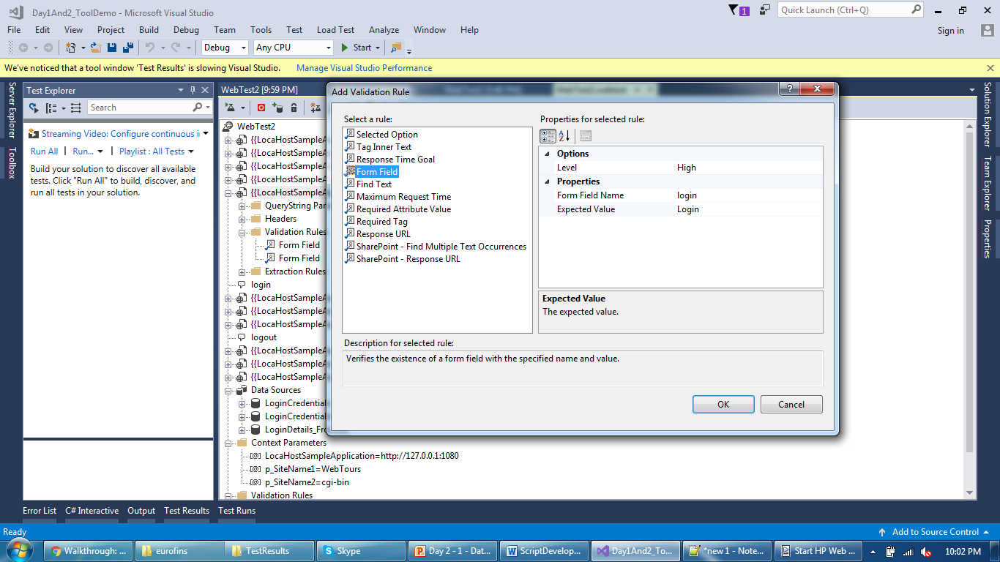 Day1And2_ToolDemo - Microsoft Visual Studio
1
Quick Launch (Ctrl+Q)
File Edit View Project Build Debug Team Tools Test Load Test Analyze Window Help
Sign in
Debug Any CPU Start
We've noticed that a tool window 'Test Results' is slowing Visual Studio. Manage Visual Studio Performance
Server Explorer
Toolbox
Test Explorer
Search
Streaming Video: Configure continuous i
Run All Run... Playlist : All Tests
Build your solution to discover all available
tests. Click "Run All" to build, discover, and
run all tests in your solution.
WebTest2 [9:59 PM]
WebTest2
{{LocaHostSampleA
{{LocaHostSampleA
{{LocaHostSampleA
{{LocaHostSampleA
{{LocaHostSampleA
QueryString Par
Headers
Validation Rules
Form Field
Form Field
Extraction Rules
login
{{LocaHostSampleA
{{LocaHostSampleA
{{LocaHostSampleA
logout
{{LocaHostSampleA
{{LocaHostSampleA
{{LocaHostSampleA
Data Sources
LoginCredential
LoginCredential
LoginDetails_Fre
Context Parameters
LocaHostSampleApplication=http://127.0.0.1:1080
p_SiteName1=WebTours
p_SiteName2=cgi-bin
Validation Rules
Add Validation Rule
?
Select a rule:
Selected Option
Tag Inner Text
Response Time Goal
Form Field
Find Text
Maximum Request Time
Required Attribute Value
Required Tag
Response URL
SharePoint - Find Multiple Text Occurrences
SharePoint - Response URL
Properties for selected rule:
Options
Level High
Properties
Form Field Name login
Expected Value Login
Expected Value
The expected value.
Description for selected rule:
Verifies the existence of a form field with the specified name and value.
OK Cancel
Solution Explorer
Team Explorer
Properties
Error List C# Interactive Output Test Results Test Runs
Ready
Add to Source Control
Walkthrough: ... eurofins TestResults Skype Day 2 - 1 - Dat... ScriptDevelop... Day1And2_To... *new 1 - Note... Start HP Web ... 10:02 PM